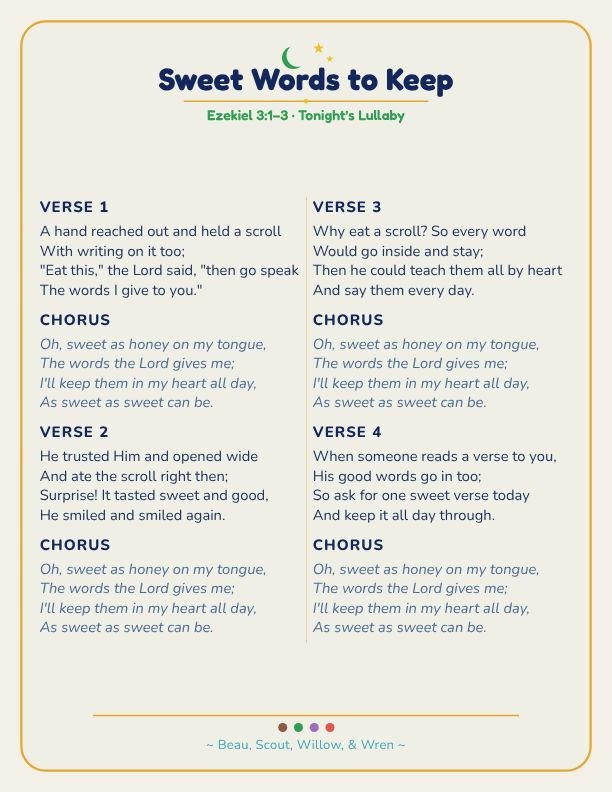 Sweet Words to Keep
Ezekiel 3:1–3 · Tonight's Lullaby
VERSE 1
A hand reached out and held a scroll
With writing on it too;
"Eat this," the Lord said, "then go speak
The words I give to you."
CHORUS
Oh, sweet as honey on my tongue,
The words the Lord gives me;
I'll keep them in my heart all day,
As sweet as sweet can be.
VERSE 2
He trusted Him and opened wide
And ate the scroll right then;
Surprise! It tasted sweet and good,
He smiled and smiled again.
CHORUS
Oh, sweet as honey on my tongue,
The words the Lord gives me;
I'll keep them in my heart all day,
As sweet as sweet can be.
VERSE 3
Why eat a scroll? So every word
Would go inside and stay;
Then he could teach them all by heart
And say them every day.
CHORUS
Oh, sweet as honey on my tongue,
The words the Lord gives me;
I'll keep them in my heart all day,
As sweet as sweet can be.
VERSE 4
When someone reads a verse to you,
His good words go in too;
So ask for one sweet verse today
And keep it all day through.
CHORUS
Oh, sweet as honey on my tongue,
The words the Lord gives me;
I'll keep them in my heart all day,
As sweet as sweet can be.
~ Beau, Scout, Willow, & Wren ~